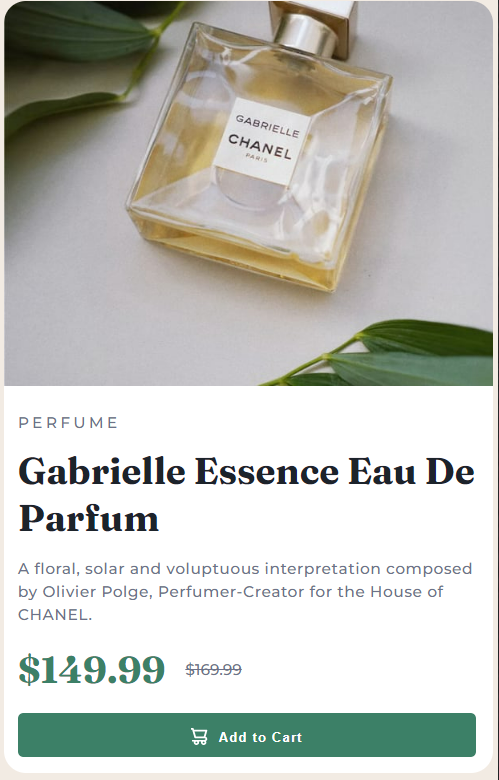 GABRIELLE
CHANEL
PARIS
PERFUME
Gabrielle Essence Eau De
Parfum
A floral, solar and voluptuous interpretation composed
by Olivier Polge, Perfumer-Creator for the House of
CHANEL.
$149.99 $169.99
Add to Cart